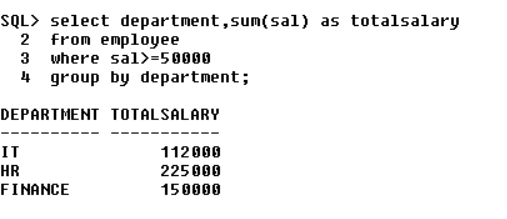 SQL> select department,sum(sal) as totalsalary
2 from employee
3 where sal>=50000
4 group by department;
DEPARTMENT TOTALSALARY
---------- -----------
IT 112000
HR 225000
FINANCE 150000